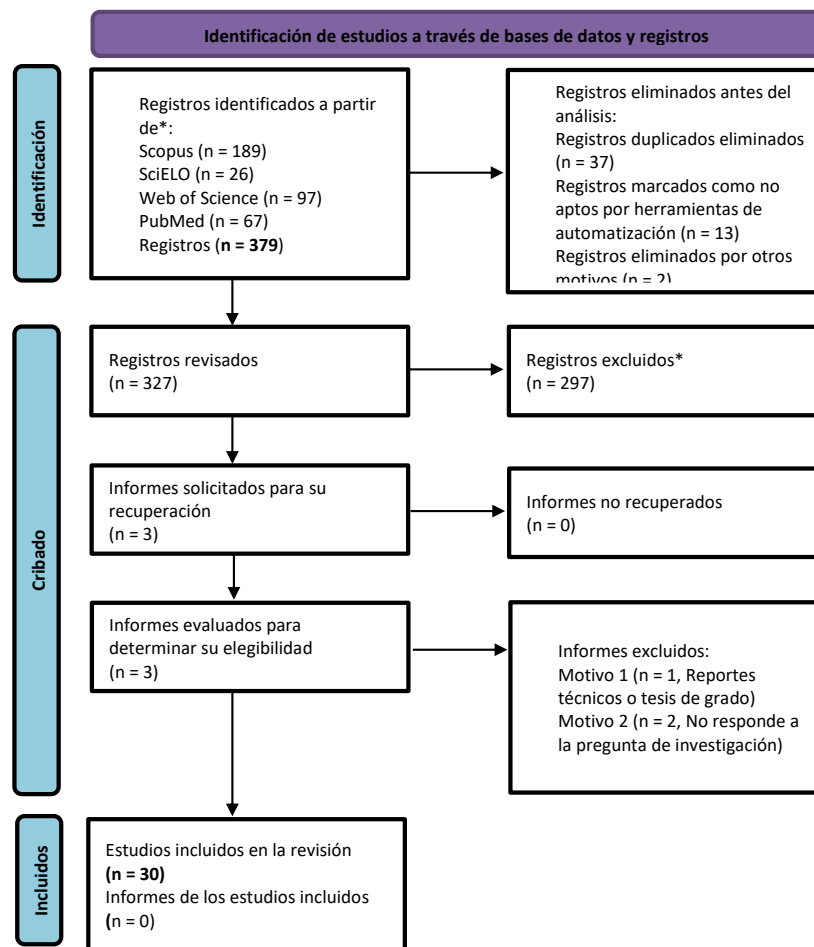 Identificación de estudios a través de bases de datos y registros
Identificación
Registros identificados a partir
de*:
Scopus (n = 189)
SciELO (n = 26)
Web of Science (n = 97)
PubMed (n = 67)
Registros (n = 379)
Registros eliminados antes del
análisis:
Registros duplicados eliminados
(n = 37)
Registros marcados como no
aptos por herramientas de
automatización (n = 13)
Registros eliminados por otros
motivos (n = 2)
Cribado
Registros revisados
(n = 327)
Registros excluidos*
(n = 297)
Informes solicitados para su
recuperación
(n = 3)
Informes no recuperados
(n = 0)
Informes evaluados para
determinar su elegibilidad
(n = 3)
Informes excluidos:
Motivo 1 (n = 1, Reportes
técnicos o tesis de grado)
Motivo 2 (n = 2, No responde a
la pregunta de investigación)
Incluidos
Estudios incluidos en la revisión
(n = 30)
Informes de los estudios incluidos
(n = 0)